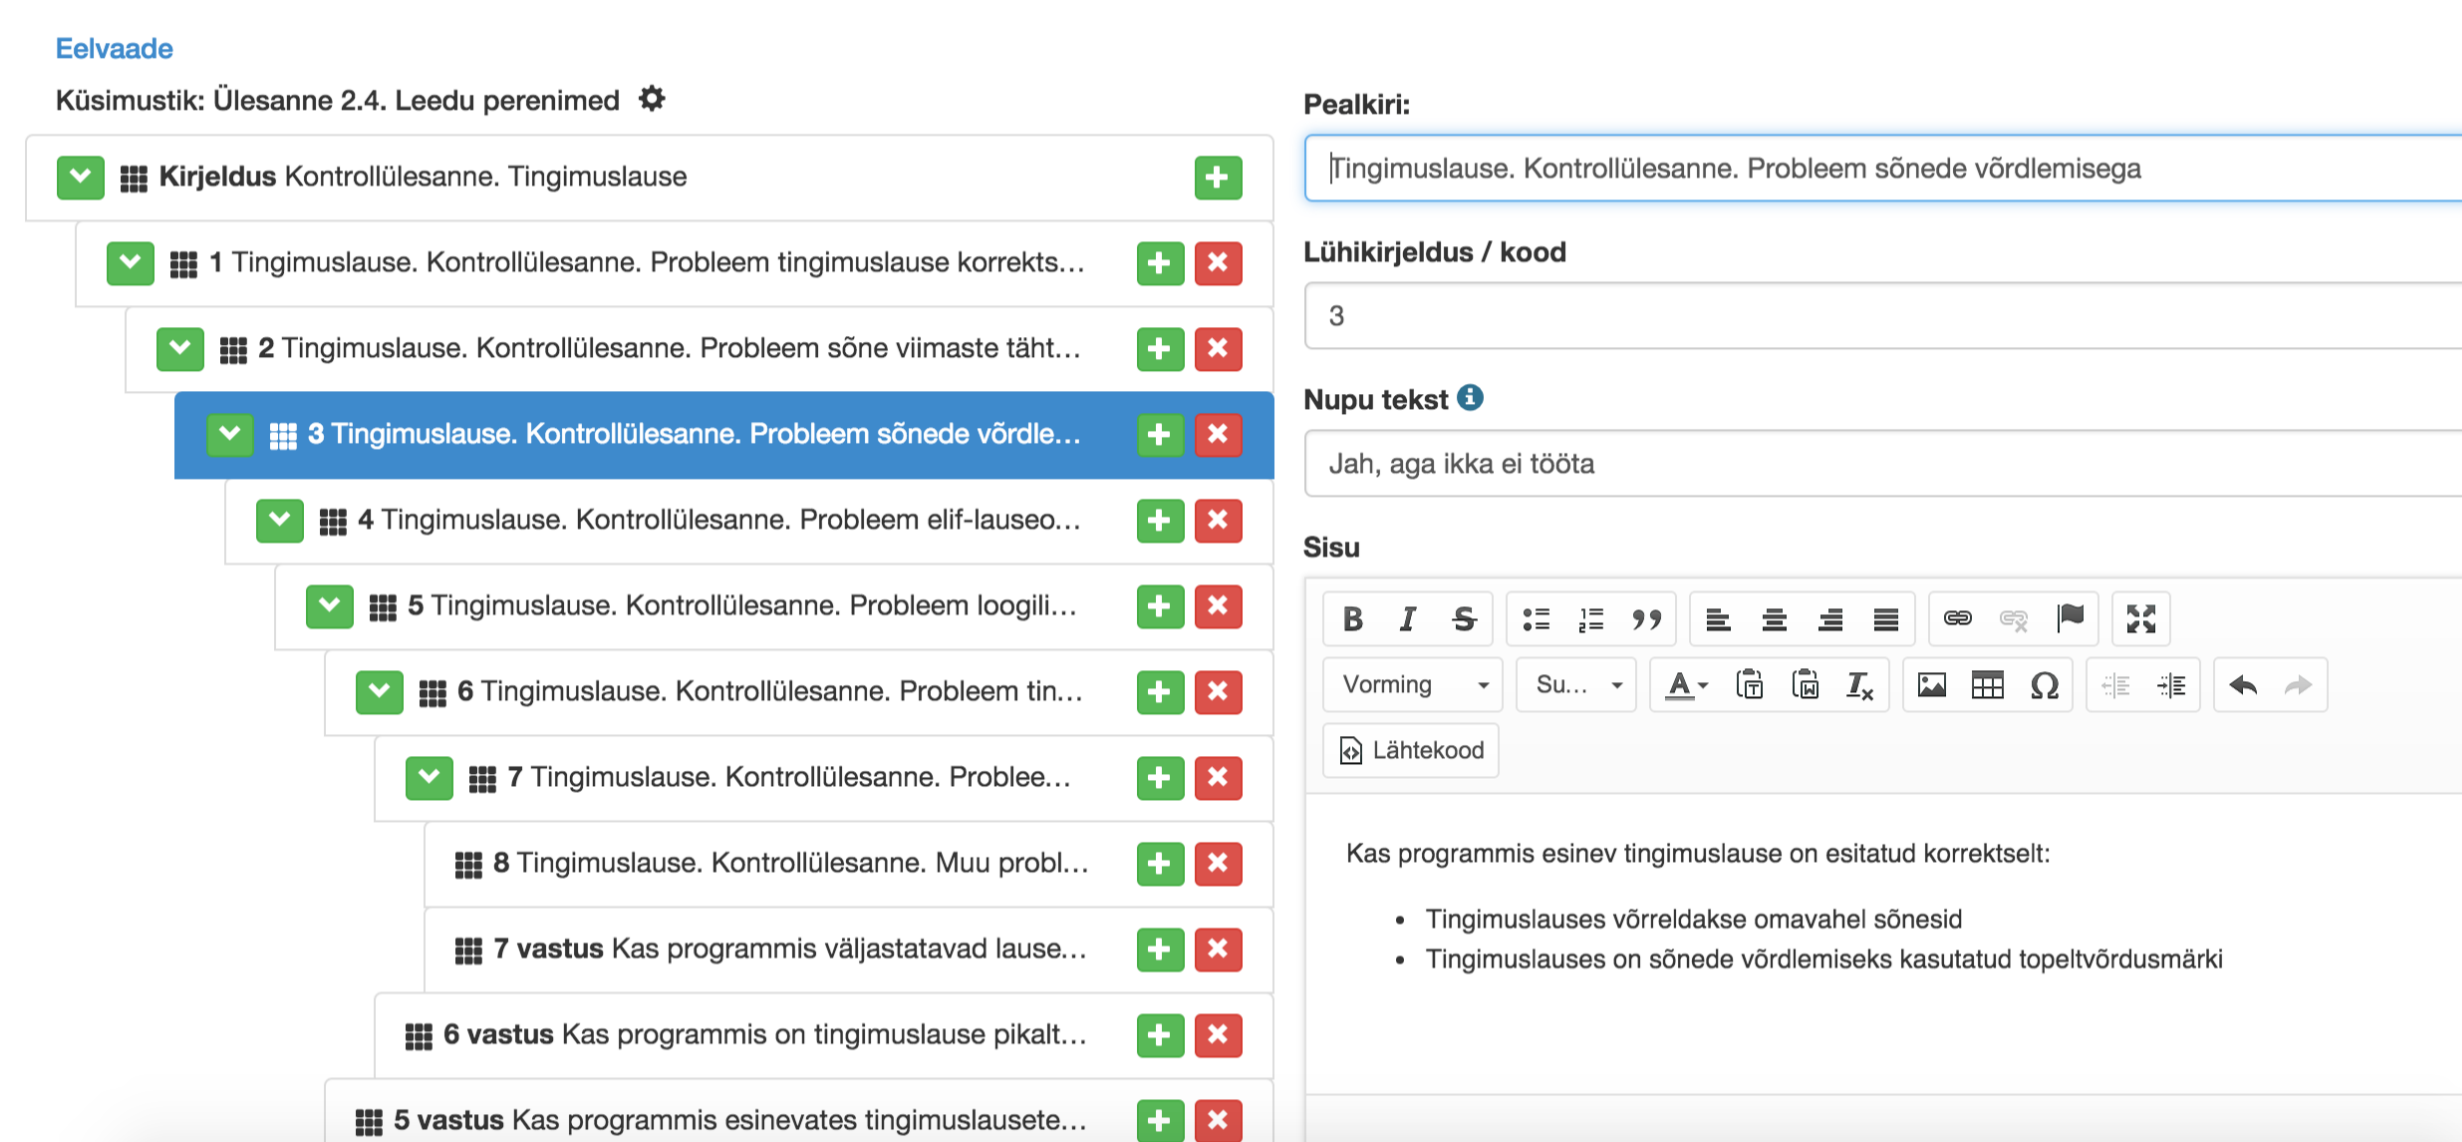 Eelvaade
Küsimustik: Ülesanne 2.4. Leedu perenimed
Kirjeldus Kontrollülesanne. Tingimuslause
1 Tingimuslause. Kontrollülesanne. Probleem tingimuslause korrekts...
2 Tingimuslause. Kontrollülesanne. Probleem sõne viimaste täht...
3 Tingimuslause. Kontrollülesanne. Probleem sõnede võrdle...
4 Tingimuslause. Kontrollülesanne. Probleem elif-lauseo...
5 Tingimuslause. Kontrollülesanne. Probleem loogili...
6 Tingimuslause. Kontrollülesanne. Probleem tin...
7 Tingimuslause. Kontrollülesanne. Problee...
8 Tingimuslause. Kontrollülesanne. Muu probl...
7 vastus Kas programmis väljastatavad lause...
6 vastus Kas programmis on tingimuslause pikalt...
5 vastus Kas programmis esinevates tingimuslausete...
Pealkiri:
Tingimuslause. Kontrollülesanne. Probleem sõnede võrdlemisega
Lühikirjeldus / kood
3
Nupu tekst
Jah, aga ikka ei tööta
Sisu
Vorming
Su...
Lähtekood
Kas programmis esinev tingimuslause on esitatud korrektselt:
• Tingimuslauses võrreldakse omavahel sõnesid
• Tingimuslauses on sõnede võrdlemiseks kasutatud topeltvõrdusmärki